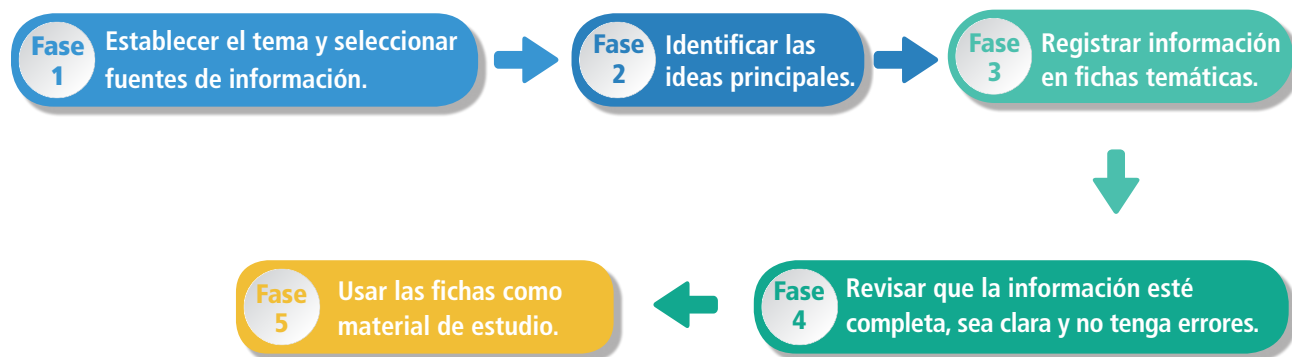 Fase
1
Establecer el tema y seleccionar
fuentes de información.
Fase
2
Identificar las
ideas principales.
Fase
3
Registrar información
en fichas temáticas.
Fase
4
Revisar que la información esté
completa, sea clara y no tenga errores.
Fase
5
Usar las fichas como
material de estudio.